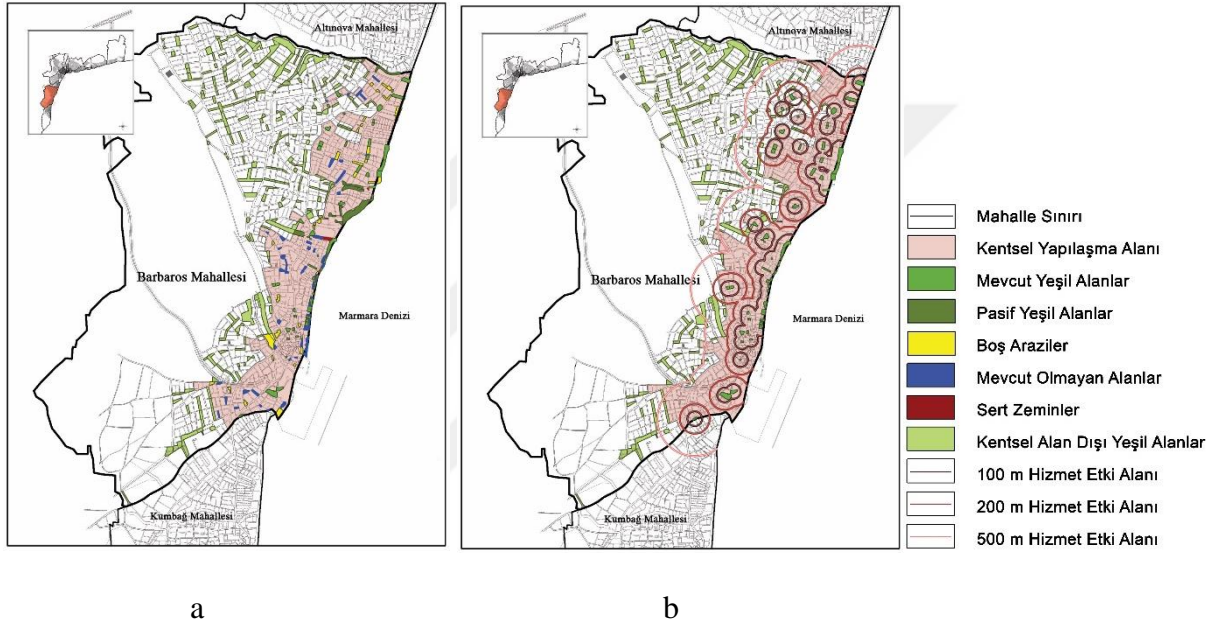 Altınova Mahallesi
Barbaros Mahallesi
Marmara Denizi
Kumbağ Mahallesi
a
Altınova Mahallesi
Barbaros Mahallesi
Marmara Denizi
Kumbağ Mahallesi
b
Mahalle Sınırı
Kentsel Yapılaşma Alanı
Mevcut Yeşil Alanlar
Pasif Yeşil Alanlar
Boş Araziler
Mevcut Olmayan Alanlar
Sert Zeminler
Kentsel Alan Dışı Yeşil Alanlar
100 m Hizmet Etki Alanı
200 m Hizmet Etki Alanı
500 m Hizmet Etki Alanı